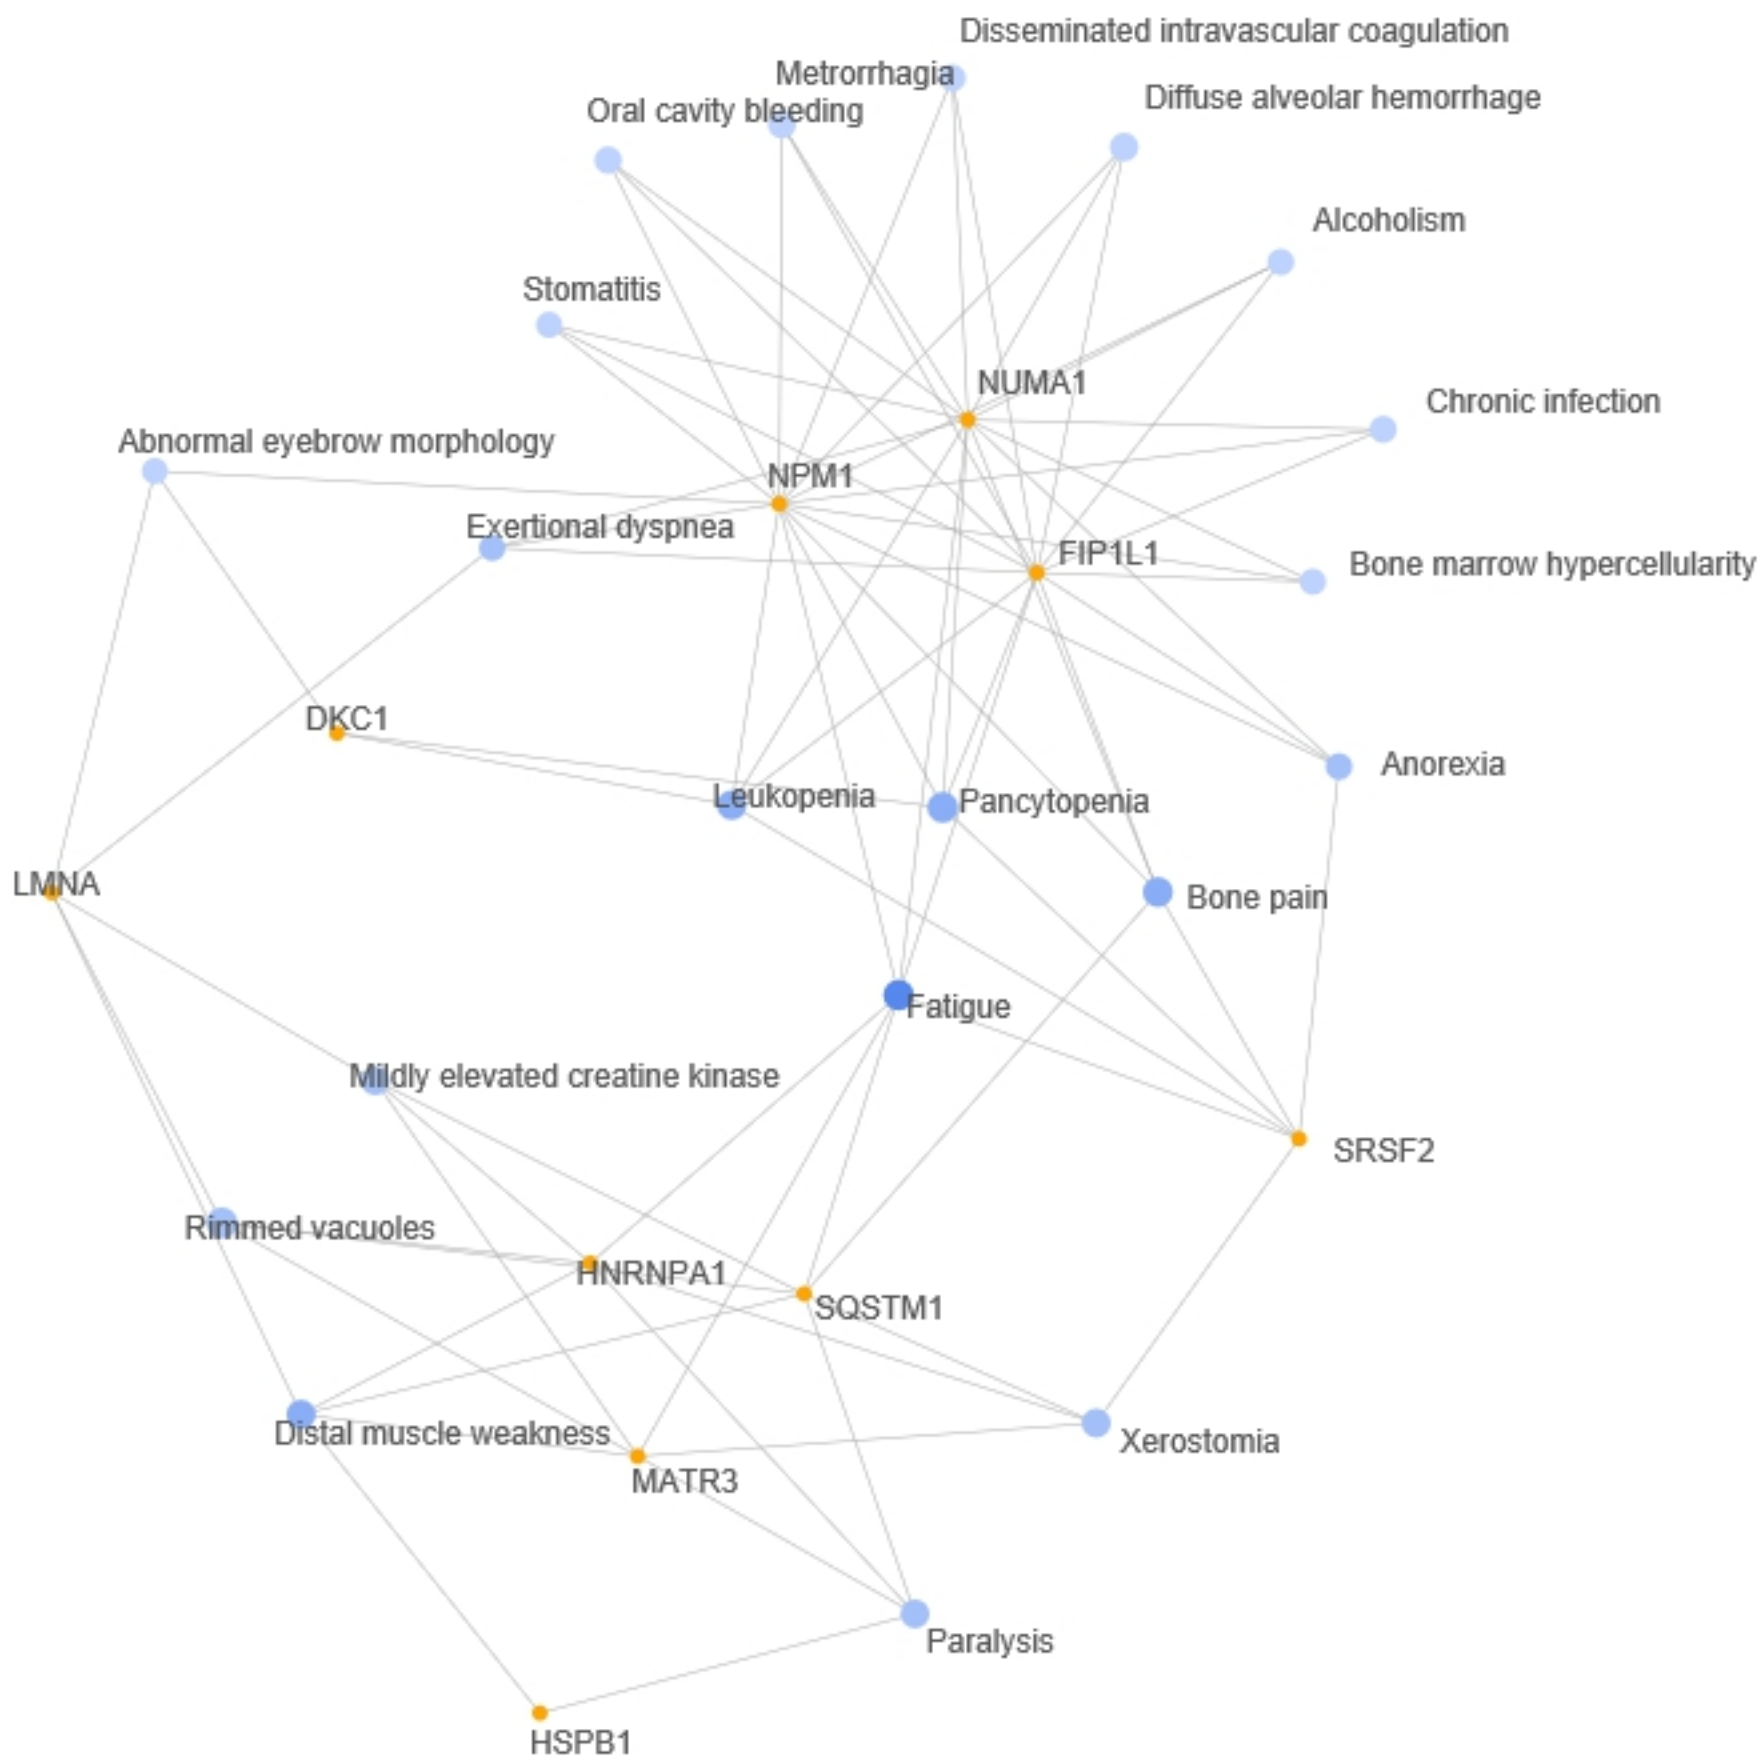 Disseminated intravascular coagulation
Metrorrhagia
Diffuse alveolar hemorrhage
Oral cavity bleeding
Alcoholism
Stomatitis
NUMA1
Chronic infection
Abnormal eyebrow morphology
NPM1
Exertional dyspnea
FIP1L1
Bone marrow hypercellularity
DKC1
Anorexia
Leukopenia
Pancytopenia
LMNA
Bone pain
Fatigue
Mildly elevated creatine kinase
SRSF2
Rimmed vacuoles
HNRNPA1
SQSTM1
Distal muscle weakness
Xerostomia
MATR3
Paralysis
HSPB1